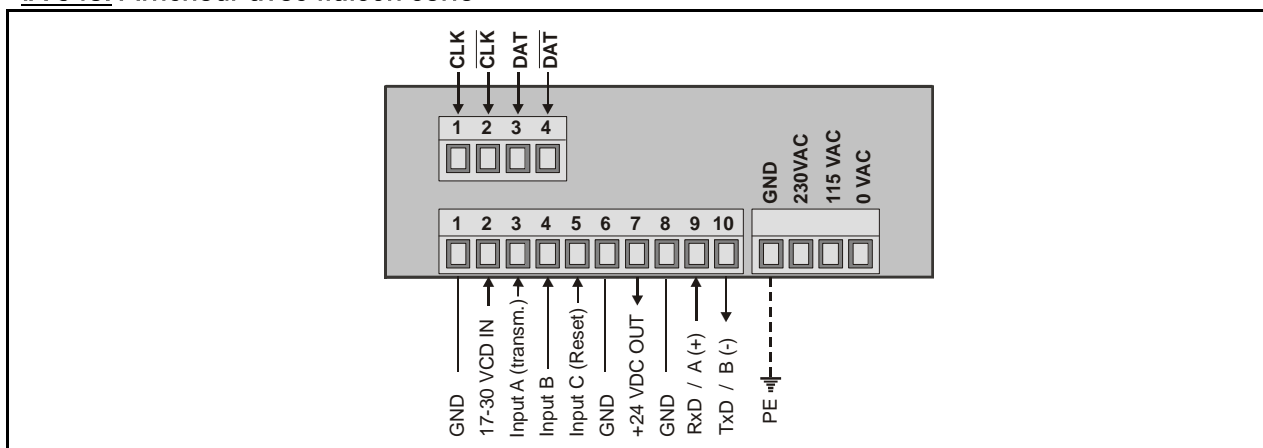 CLK
CLK
DAT
DAT
1 2 3 4
GND
230VAC
115 VAC
0 VAC
1 2 3 4 5 6 7 8 9 10
GND
17-30 VCD IN
Input A (transm.)
Input B
Input C (Reset)
GND
+24 VDC OUT
GND
RxD / A (+)
TxD / B (-)
PE